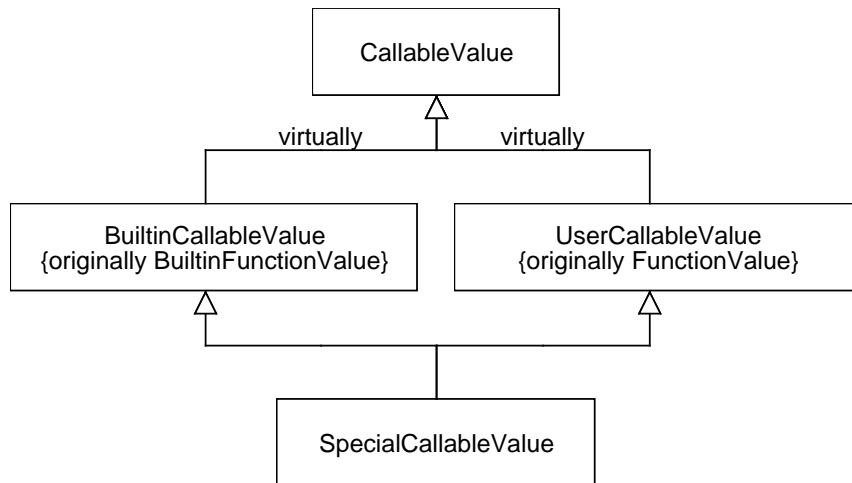 CallableValue
virtually
virtually
BuiltinCallableValue
{originally BuiltinFunctionValue}
UserCallableValue
{originally FunctionValue}
SpecialCallableValue